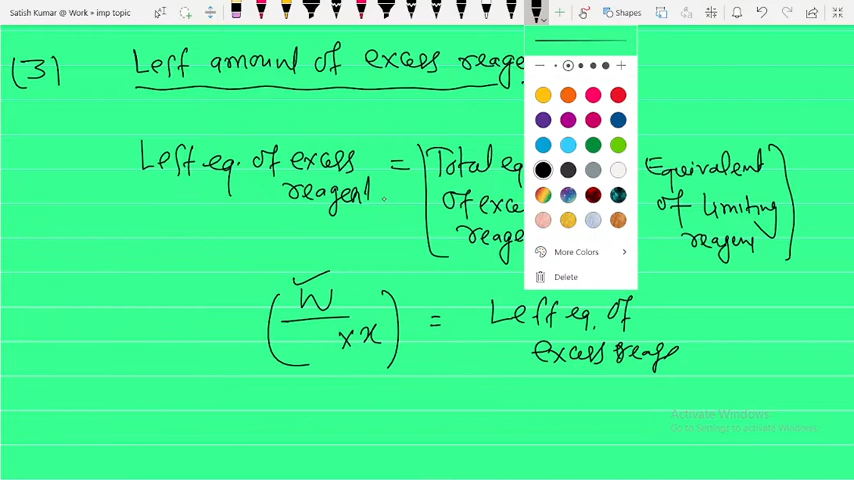 Satish Kumar @ Work » imp topic
Shapes
(3) Left amount of excess reage
Left eq. of excess reagent = [Total eq of exce reage Equivalent of limiting reagent]
More Colors
Delete
(W / x x) = Left eq. of
excess reage
Activate Windows
Go to Settings to activate Windows.